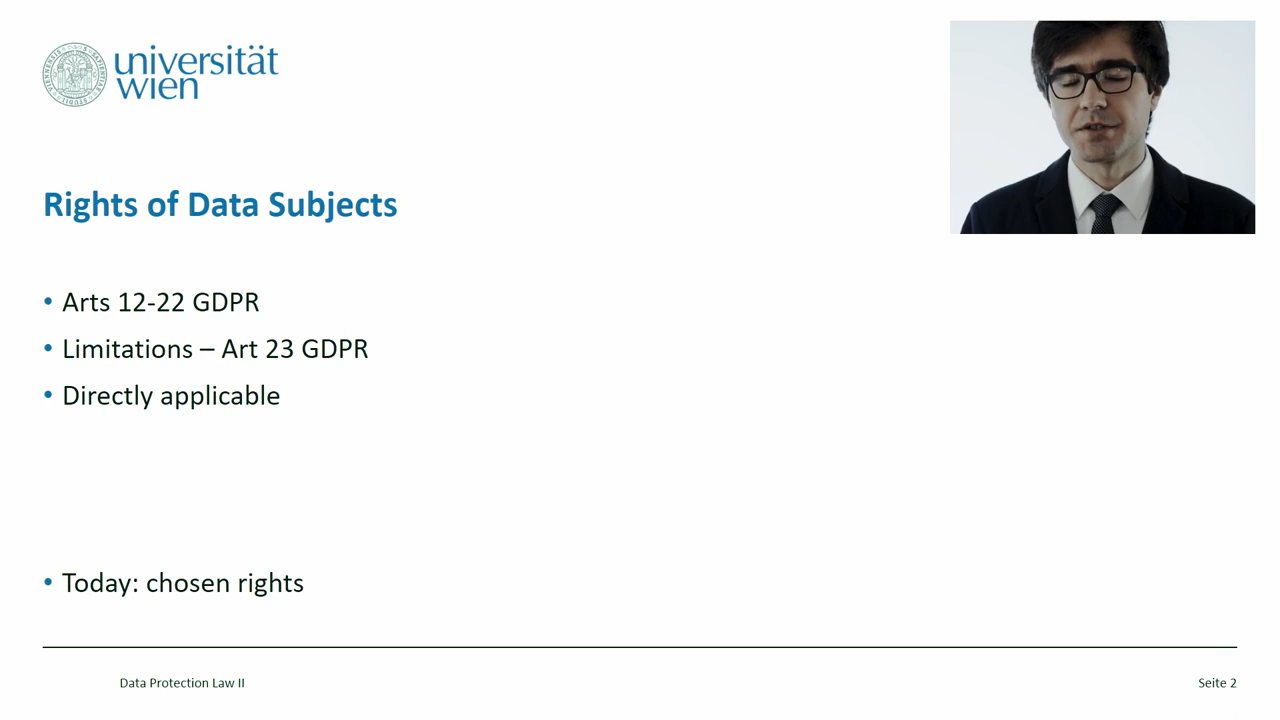 universität
wien
Rights of Data Subjects
• Arts 12-22 GDPR
• Limitations – Art 23 GDPR
• Directly applicable
• Today: chosen rights
Data Protection Law II
Seite 2